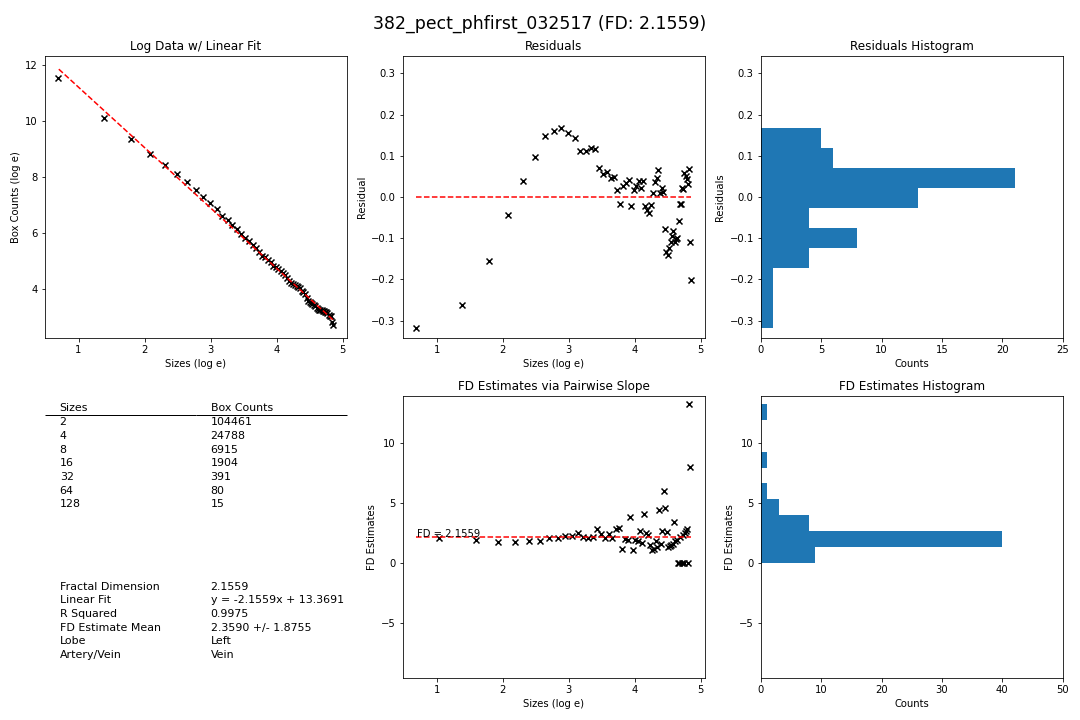 382_pect_phfirst_032517 (FD: 2.1559)
Log Data w/ Linear Fit
12
10
8
6
4
Box Counts (log e)
1 2 3 4 5
Sizes (log e)
Residuals
0.3
0.2
0.1
0.0
−0.1
−0.2
−0.3
Residual
1 2 3 4 5
Sizes (log e)
Residuals Histogram
0.3
0.2
0.1
0.0
−0.1
−0.2
−0.3
Residuals
0 5 10 15 20 25
Counts
Sizes Box Counts
2 104461
4 24788
8 6915
16 1904
32 391
64 80
128 15
Fractal Dimension 2.1559
Linear Fit y = -2.1559x + 13.3691
R Squared 0.9975
FD Estimate Mean 2.3590 +/- 1.8755
Lobe Left
Artery/Vein Vein
FD Estimates via Pairwise Slope
10
5
0
−5
FD Estimates
FD = 2.1559
1 2 3 4 5
Sizes (log e)
FD Estimates Histogram
10
5
0
−5
FD Estimates
0 10 20 30 40 50
Counts